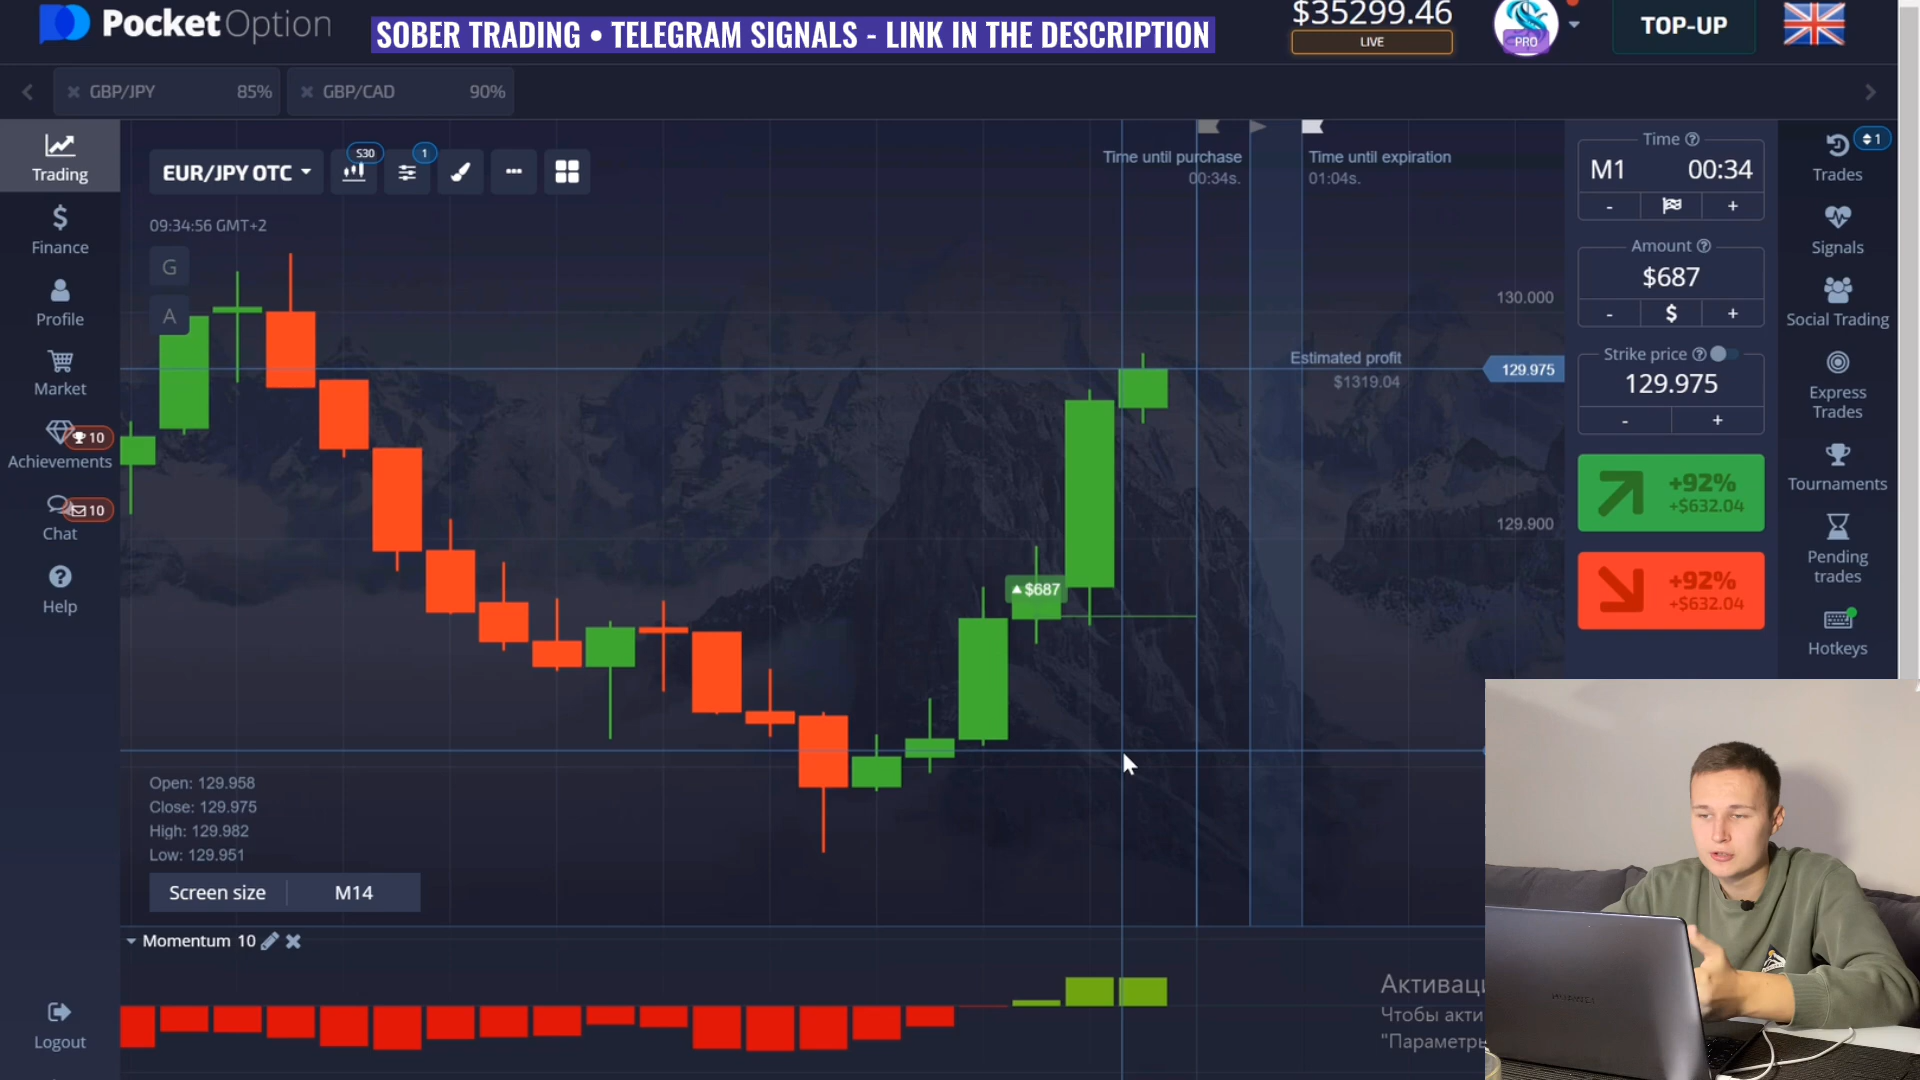 PocketOption
SOBER TRADING • TELEGRAM SIGNALS - LINK IN THE DESCRIPTION
$35299.46
LIVE
PRO
TOP-UP
GBP/JPY 85%
GBP/CAD 90%
Trading
Finance
Profile
Market
10
Achievements
10
Chat
Help
Logout
EUR/JPY OTC
S30
1
09:34:56 GMT+2
G
A
Time until purchase
00:34s.
Time until expiration
01:04s.
130.000
Estimated profit
$1319.04
129.975
129.900
$687
Open: 129.958
Close: 129.975
High: 129.982
Low: 129.951
Screen size M14
Momentum 10
Time
M1 00:34
- +
Amount
$687
- $ +
Strike price
129.975
- +
+92%
+$632.04
+92%
+$632.04
1
Trades
Signals
Social Trading
Express
Trades
Tournaments
Pending
trades
Hotkeys
Чтобы
"Параметры
HUAWEI